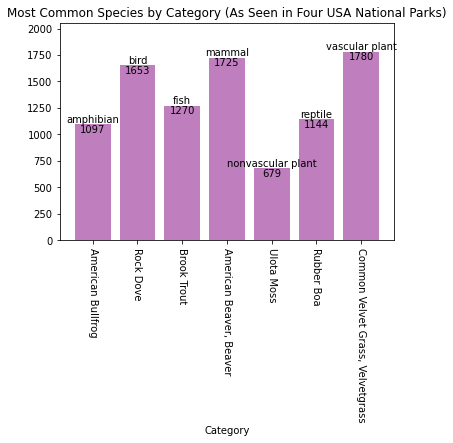 Most Common Species by Category (As Seen in Four USA National Parks)
2000
1750
1500
1250
1000
750
500
250
0
amphibian
1097
bird
1653
fish
1270
mammal
1725
nonvascular plant
679
reptile
1144
vascular plant
1780
American Bullfrog
Rock Dove
Brook Trout
American Beaver, Beaver
Ulota Moss
Rubber Boa
Common Velvet Grass, Velvetgrass
Category